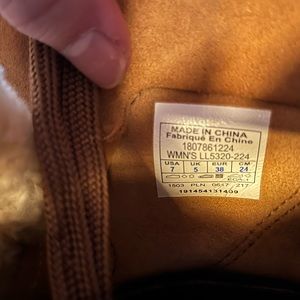 MADE IN CHINA
Fabriqué En Chine
1807861224
WMN'S LL5320-224
USA UK EUR CM
7 5 38 24
1803 PLN 0617 217
191454131409